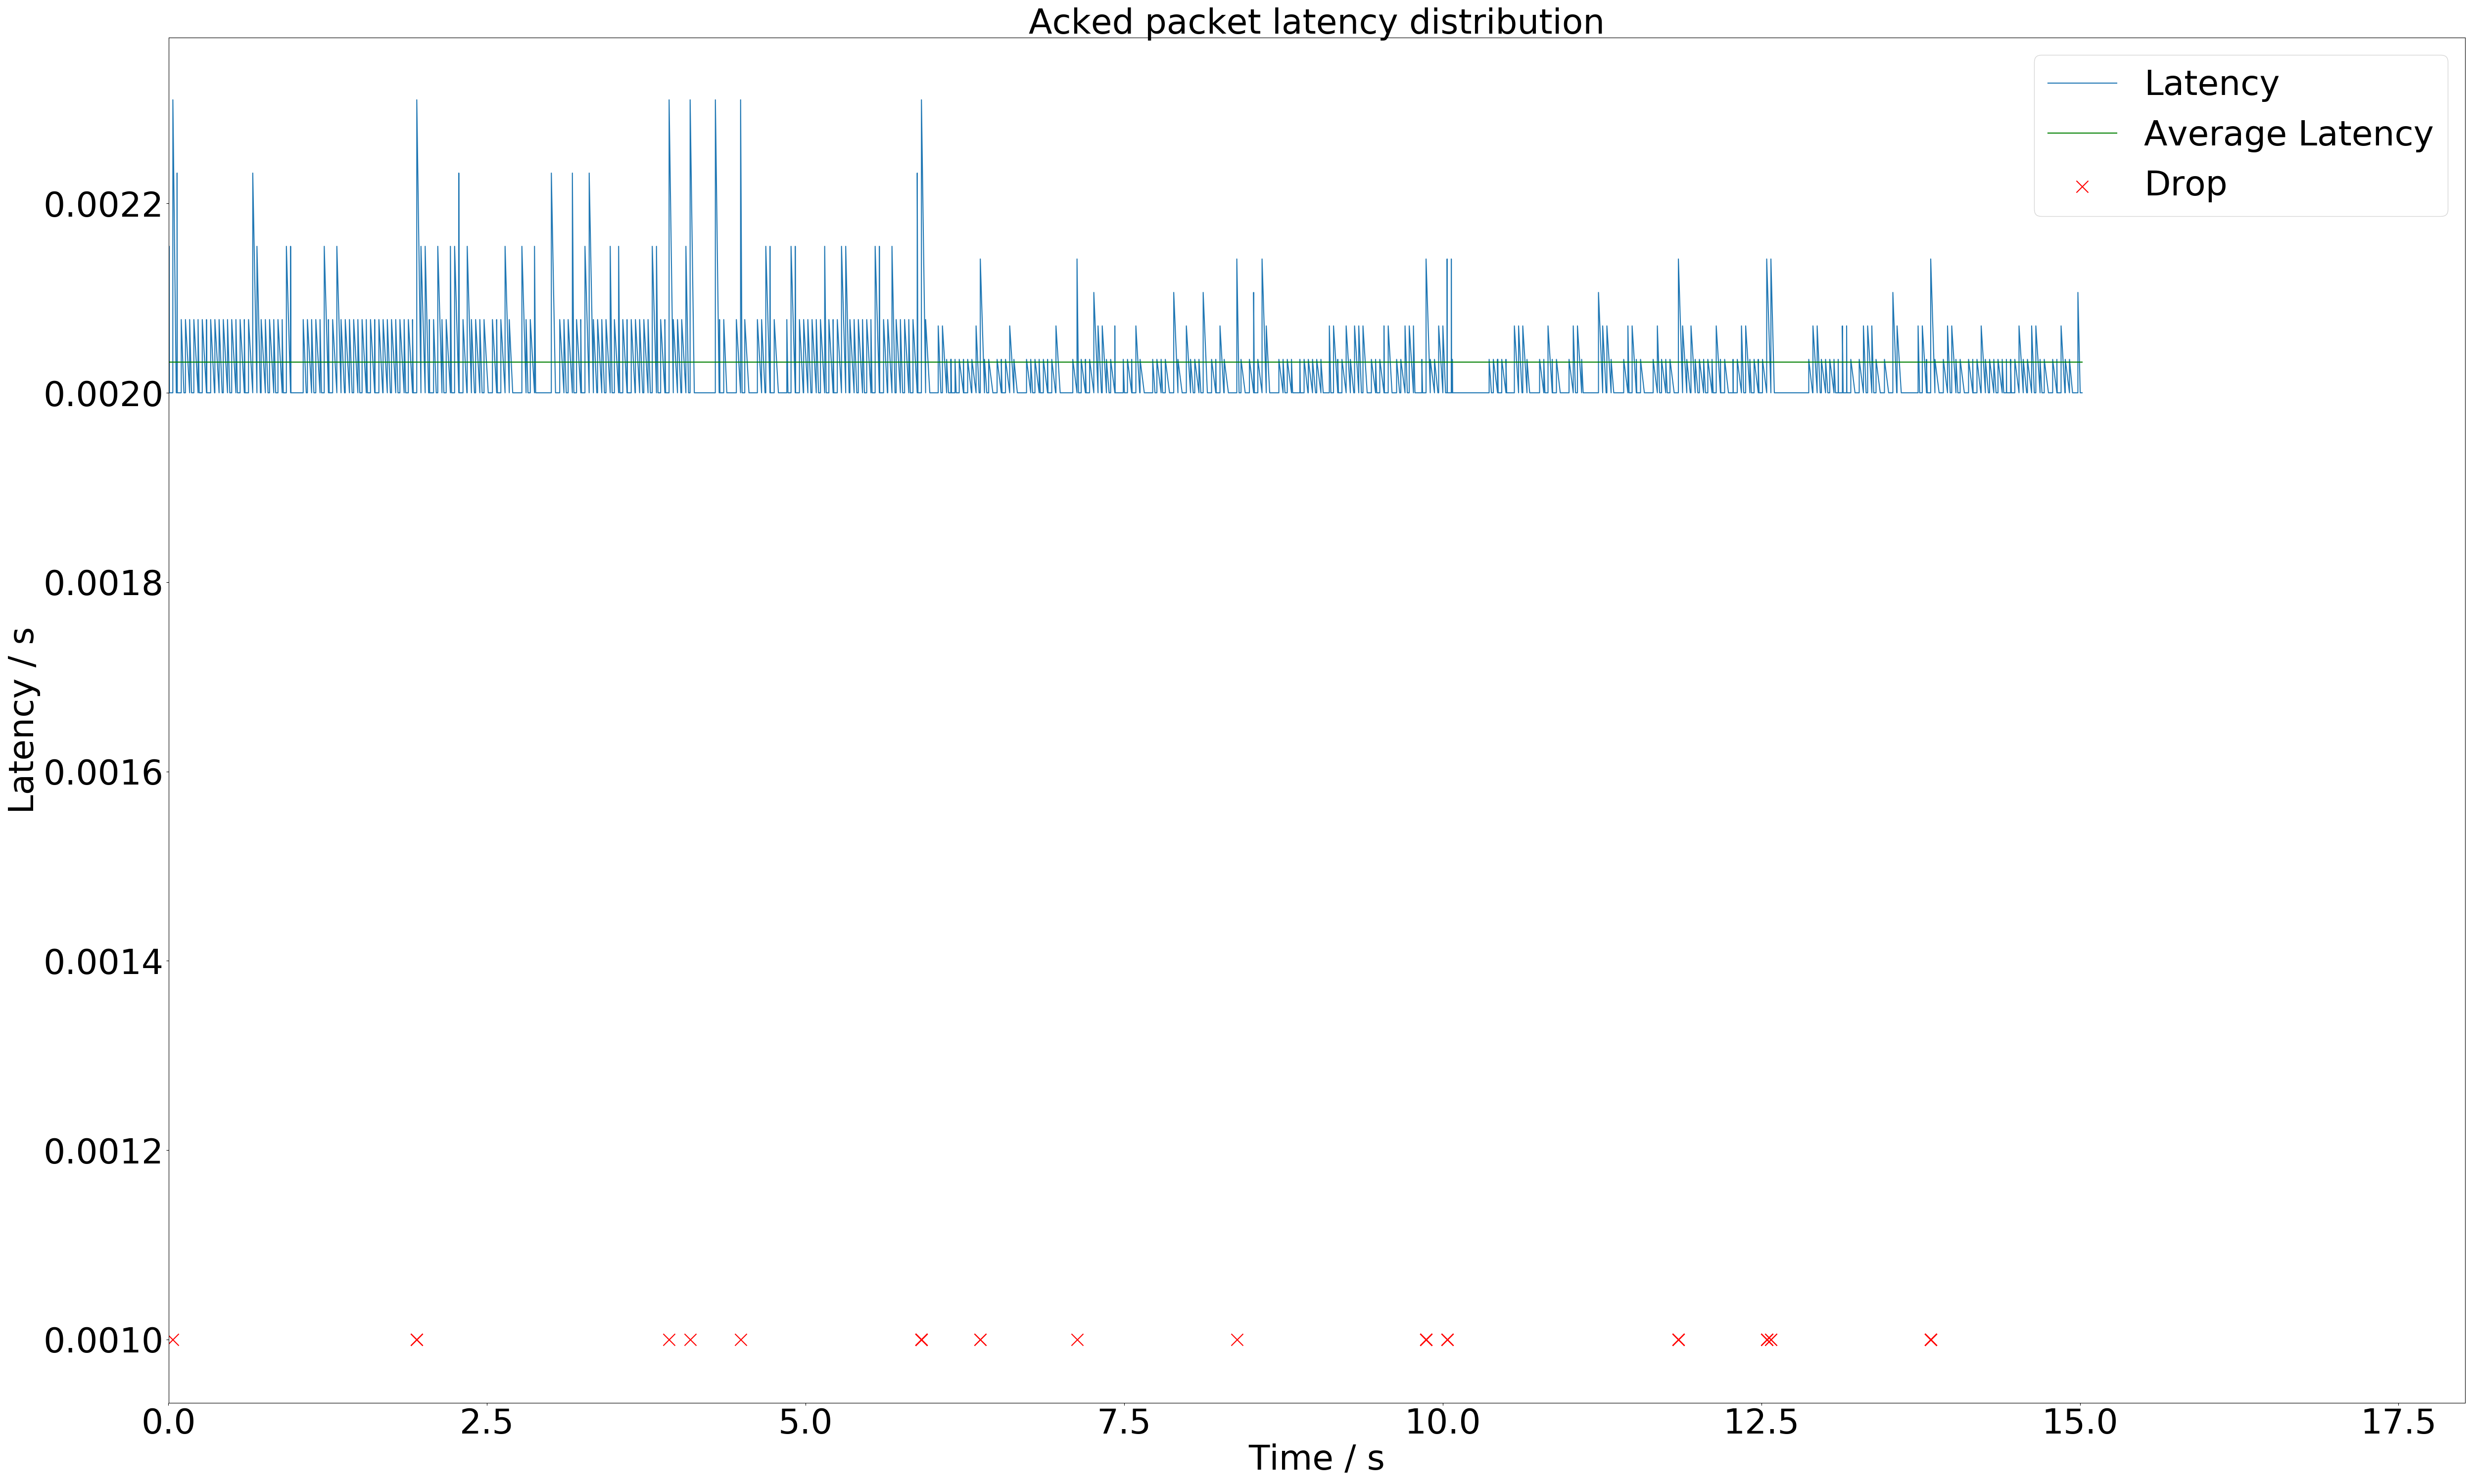 Acked packet latency distribution
Latency
Average Latency
Drop
0.0022
0.0020
0.0018
0.0016
0.0014
0.0012
0.0010
Latency / s
0.0 2.5 5.0 7.5 10.0 12.5 15.0 17.5
Time / s